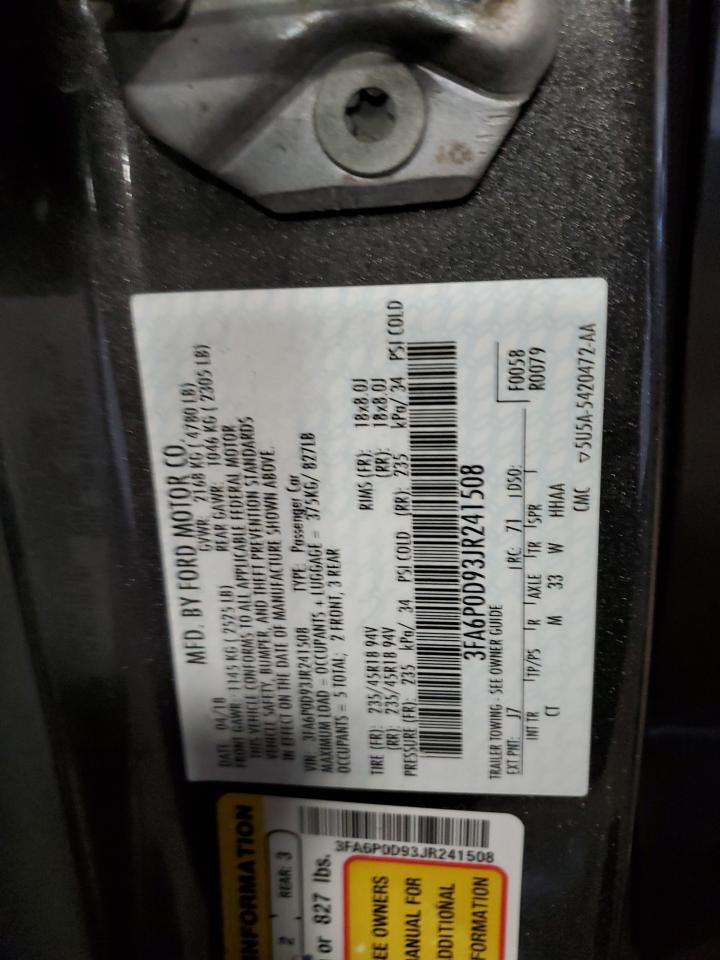 MFD. BY FORD MOTOR CO.
DATE: 04/18 GVWR: 2168 KG ( 4780 LB)
FRONT GAWR: 1145 KG ( 2525 LB) REAR GAWR: 1046 KG ( 2305 LB)
THIS VEHICLE CONFORMS TO ALL APPLICABLE FEDERAL MOTOR
VEHICLE SAFETY, BUMPER, AND THEFT PREVENTION STANDARDS
IN EFFECT ON THE DATE OF MANUFACTURE SHOWN ABOVE.
VIN: 3FA6P0D93JR241508 TYPE: Passenger Car
MAXIMUM LOAD = OCCUPANTS + LUGGAGE = 375KG/ 827LB
OCCUPANTS = 5 TOTAL; 2 FRONT, 3 REAR
TIRE (FR): 235/45R18 94V RIMS (FR): 18x8.0J
(RR): 235/45R18 94V (RR): 18x8.0J
PRESSURE (FR): 235 kPa/ 34 PSI COLD (RR): 235 kPa/ 34 PSI COLD
3FA6P0D93JR241508
TRAILER TOWING - SEE OWNER GUIDE
EXT PNT: J7 RC: 71 DSO: F0058
INT TR TP/PS R AXLE TR SPR R0079
CT M 33 W HHAA
CMC ▽5U5A-5420472-AA
INFORMATION
2 REAR: 3
or 827 lbs.
3FA6P0D93JR241508
EE OWNERS
MANUAL FOR
DDITIONAL
FORMATION